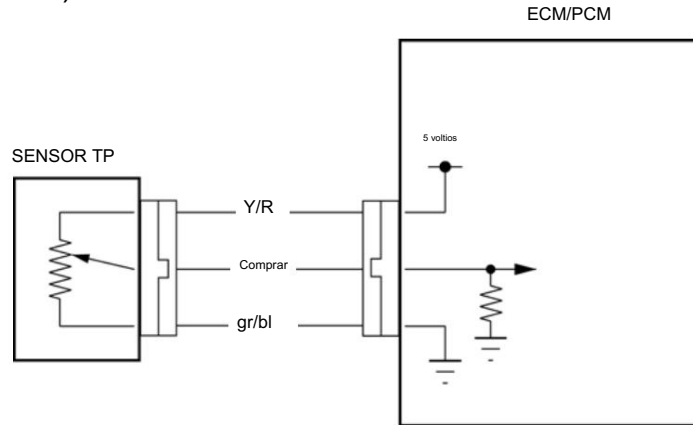 ECM/PCM
5 voltios
SENSOR TP
Y/R
Comprar
gr/bl